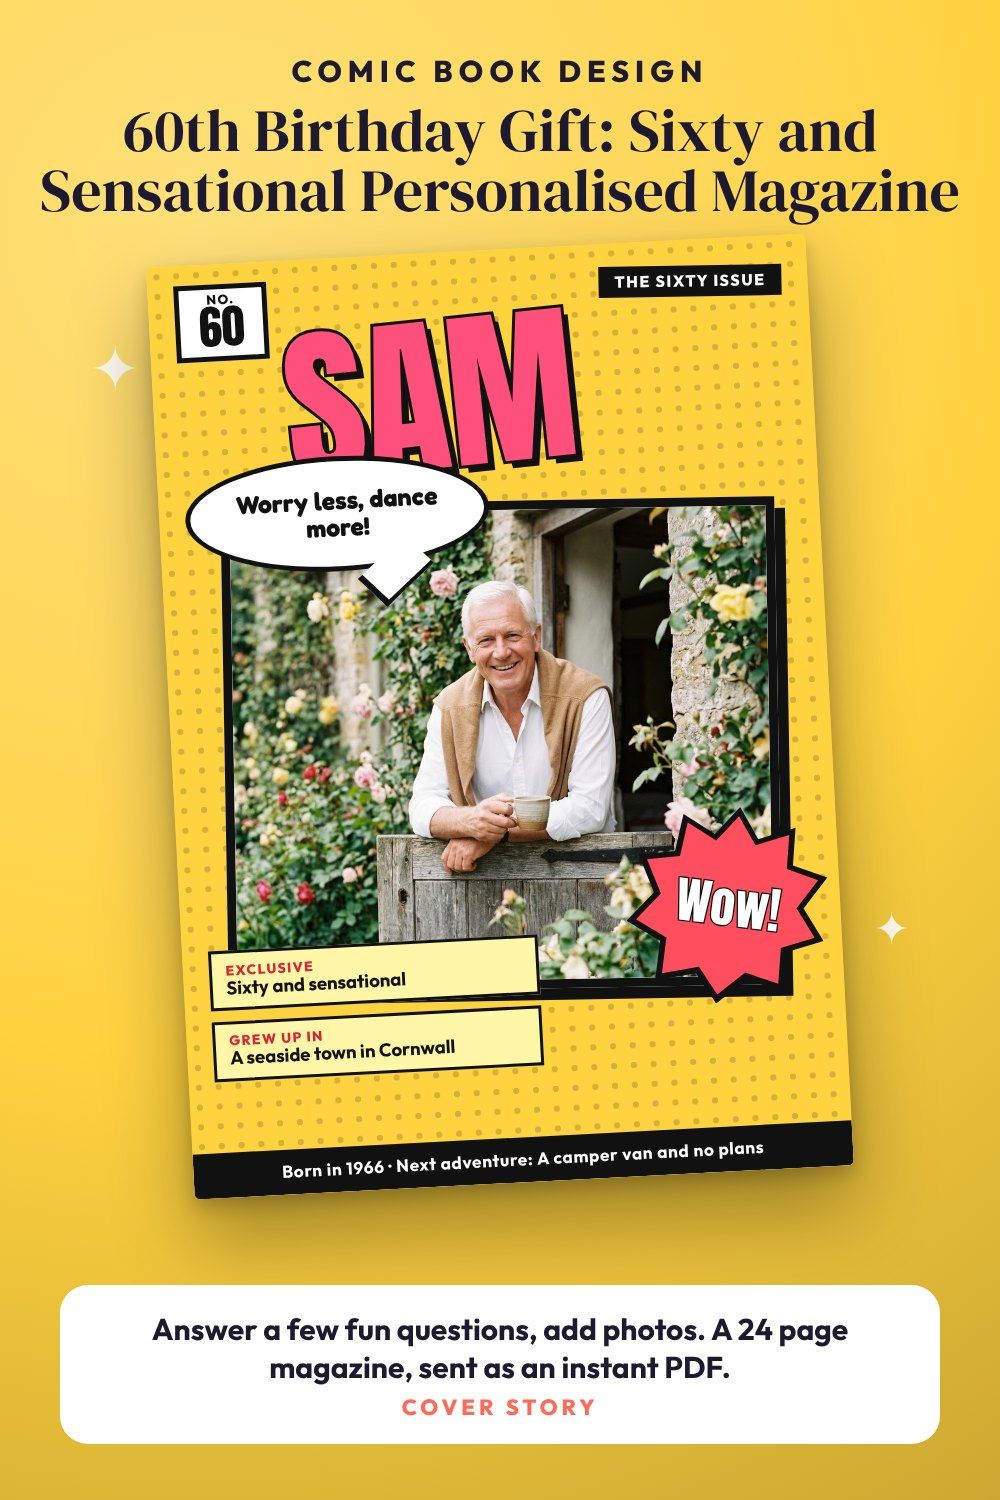 COMIC BOOK DESIGN
60th Birthday Gift: Sixty and
Sensational Personalised Magazine
NO.
60
THE SIXTY ISSUE
SAM
Worry less, dance
more!
Wow!
EXCLUSIVE
Sixty and sensational
GREW UP IN
A seaside town in Cornwall
Born in 1966 · Next adventure: A camper van and no plans
Answer a few fun questions, add photos. A 24 page
magazine, sent as an instant PDF.
COVER STORY